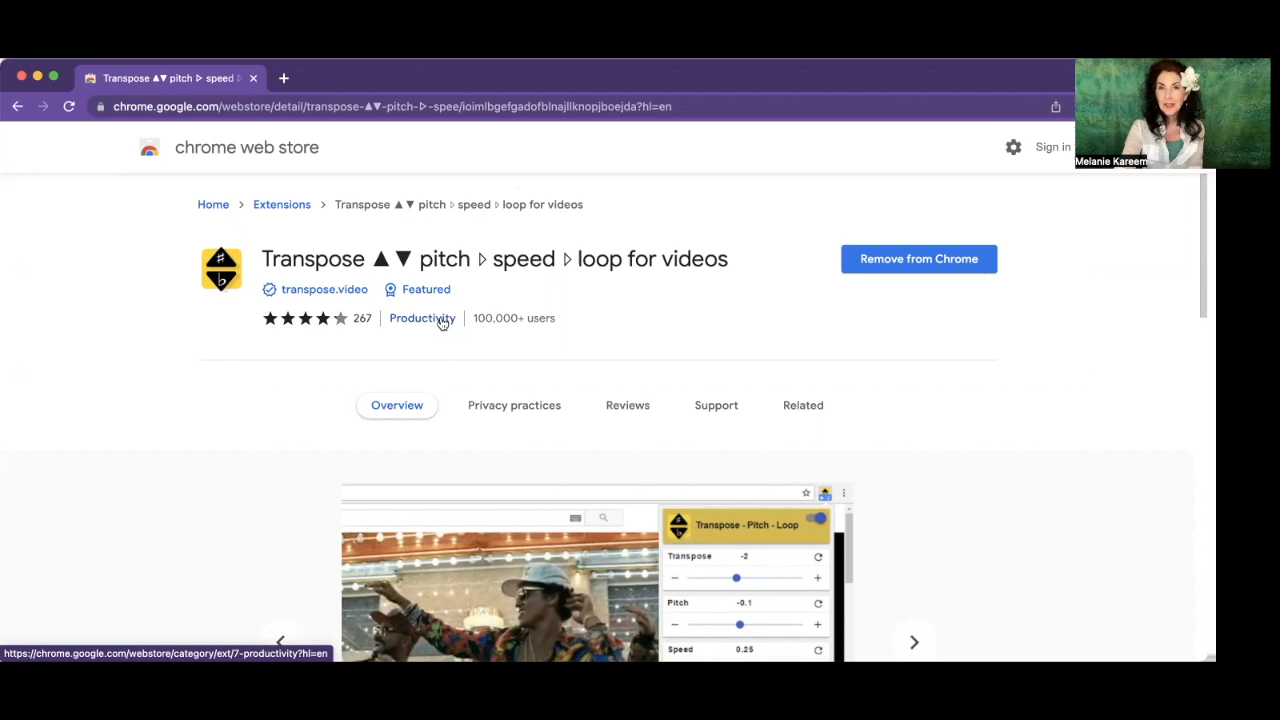 Transpose ▲▼ pitch ▹ speed ▹
chrome.google.com/webstore/detail/transpose-▲▼-pitch-▹-spee/ioimlbgefgadofblnajllknopjboejda?hl=en
chrome web store
Sign in
Melanie Kareem
Home > Extensions > Transpose ▲▼ pitch ▹ speed ▹ loop for videos
Transpose ▲▼ pitch ▹ speed ▹ loop for videos
Remove from Chrome
transpose.video Featured
267 Productivity 100,000+ users
Overview Privacy practices Reviews Support Related
Transpose - Pitch - Loop
Transpose -2
Pitch -0.1
Speed 0.25
https://chrome.google.com/webstore/category/ext/7-productivity?hl=en